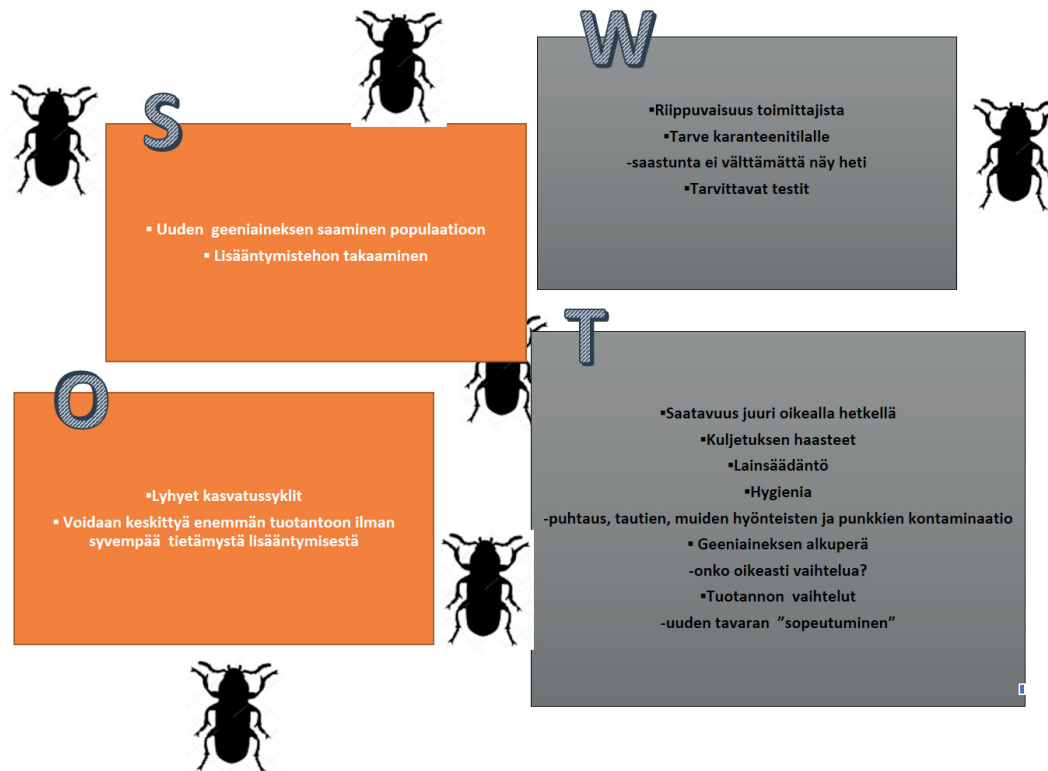 S
▪ Uuden geeniaineksen saaminen populaatioon
▪ Lisääntymistehon takaaminen
W
▪Riippuvaisuus toimittajista
▪Tarve karanteenitilalle
-saastunta ei välttämättä näy heti
▪Tarvittavat testit
O
▪Lyhyet kasvatussyklit
▪ Voidaan keskittyä enemmän tuotantoon ilman
syvempää tietämystä lisääntymisestä
T
▪Saatavuus juuri oikealla hetkellä
▪Kuljetuksen haasteet
▪Lainsäädäntö
▪Hygienia
-puhtaus, tautien, muiden hyönteisten ja punkkien kontaminaatio
▪ Geeniaineksen alkuperä
-onko oikeasti vaihtelua?
▪Tuotannon vaihtelut
-uuden tavaran ”sopeutuminen”